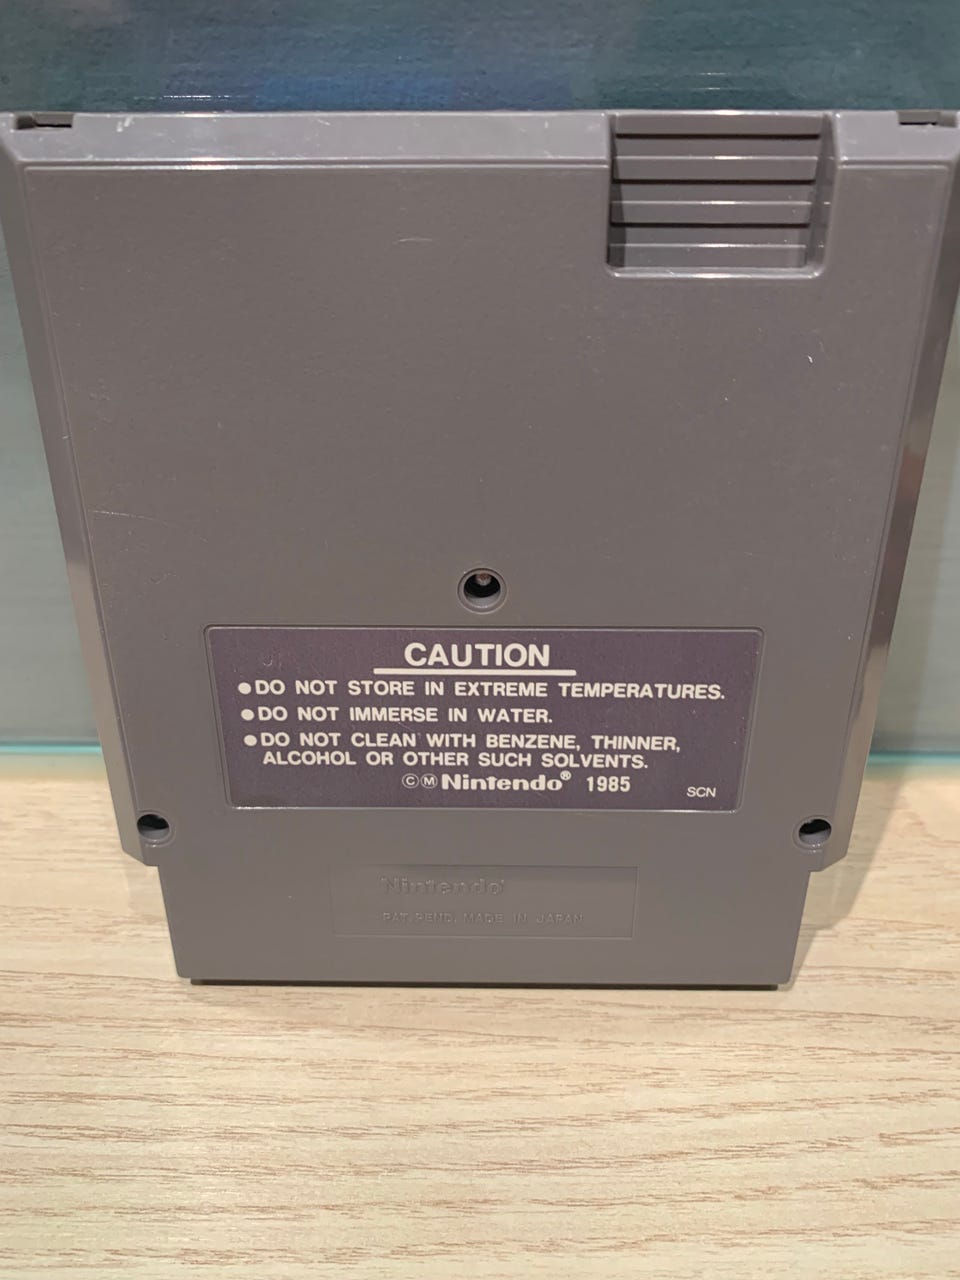 CAUTION
●DO NOT STORE IN EXTREME TEMPERATURES.
●DO NOT IMMERSE IN WATER.
●DO NOT CLEAN WITH BENZENE, THINNER,
ALCOHOL OR OTHER SUCH SOLVENTS.
ⒸⓂNintendo® 1985
SCN
Nintendo®
PAT. PEND. MADE IN JAPAN